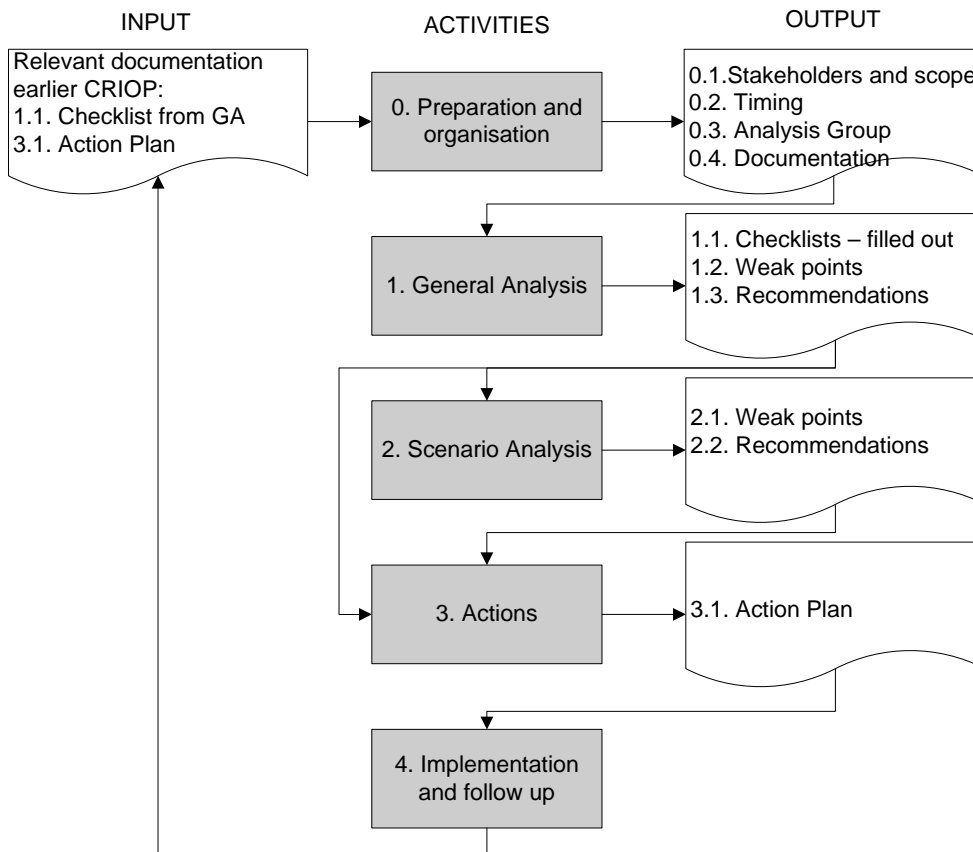 INPUT
ACTIVITIES
OUTPUT
Relevant documentation
earlier CRIOP:
1.1. Checklist from GA
3.1. Action Plan
0. Preparation and
organisation
0.1.Stakeholders and scope
0.2. Timing
0.3. Analysis Group
0.4. Documentation
1. General Analysis
1.1. Checklists – filled out
1.2. Weak points
1.3. Recommendations
2. Scenario Analysis
2.1. Weak points
2.2. Recommendations
3. Actions
3.1. Action Plan
4. Implementation
and follow up